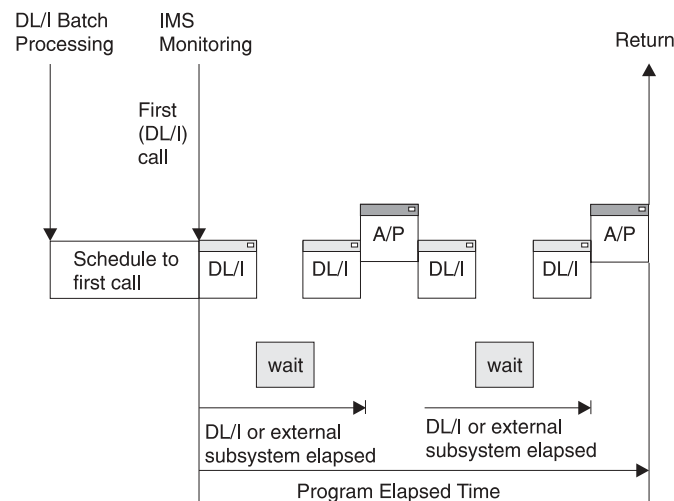 DL/I Batch
Processing
IMS
Monitoring
Return
First
(DL/I)
call
Schedule to
first call
DL/I
DL/I
A/P
DL/I
DL/I
A/P
wait
wait
DL/I or external
subsystem elapsed
DL/I or external
subsystem elapsed
Program Elapsed Time